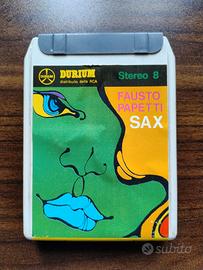 DURIUM
distribuito dalla RCA
Stereo 8
FAUSTO
PAPETTI
SAX
subito